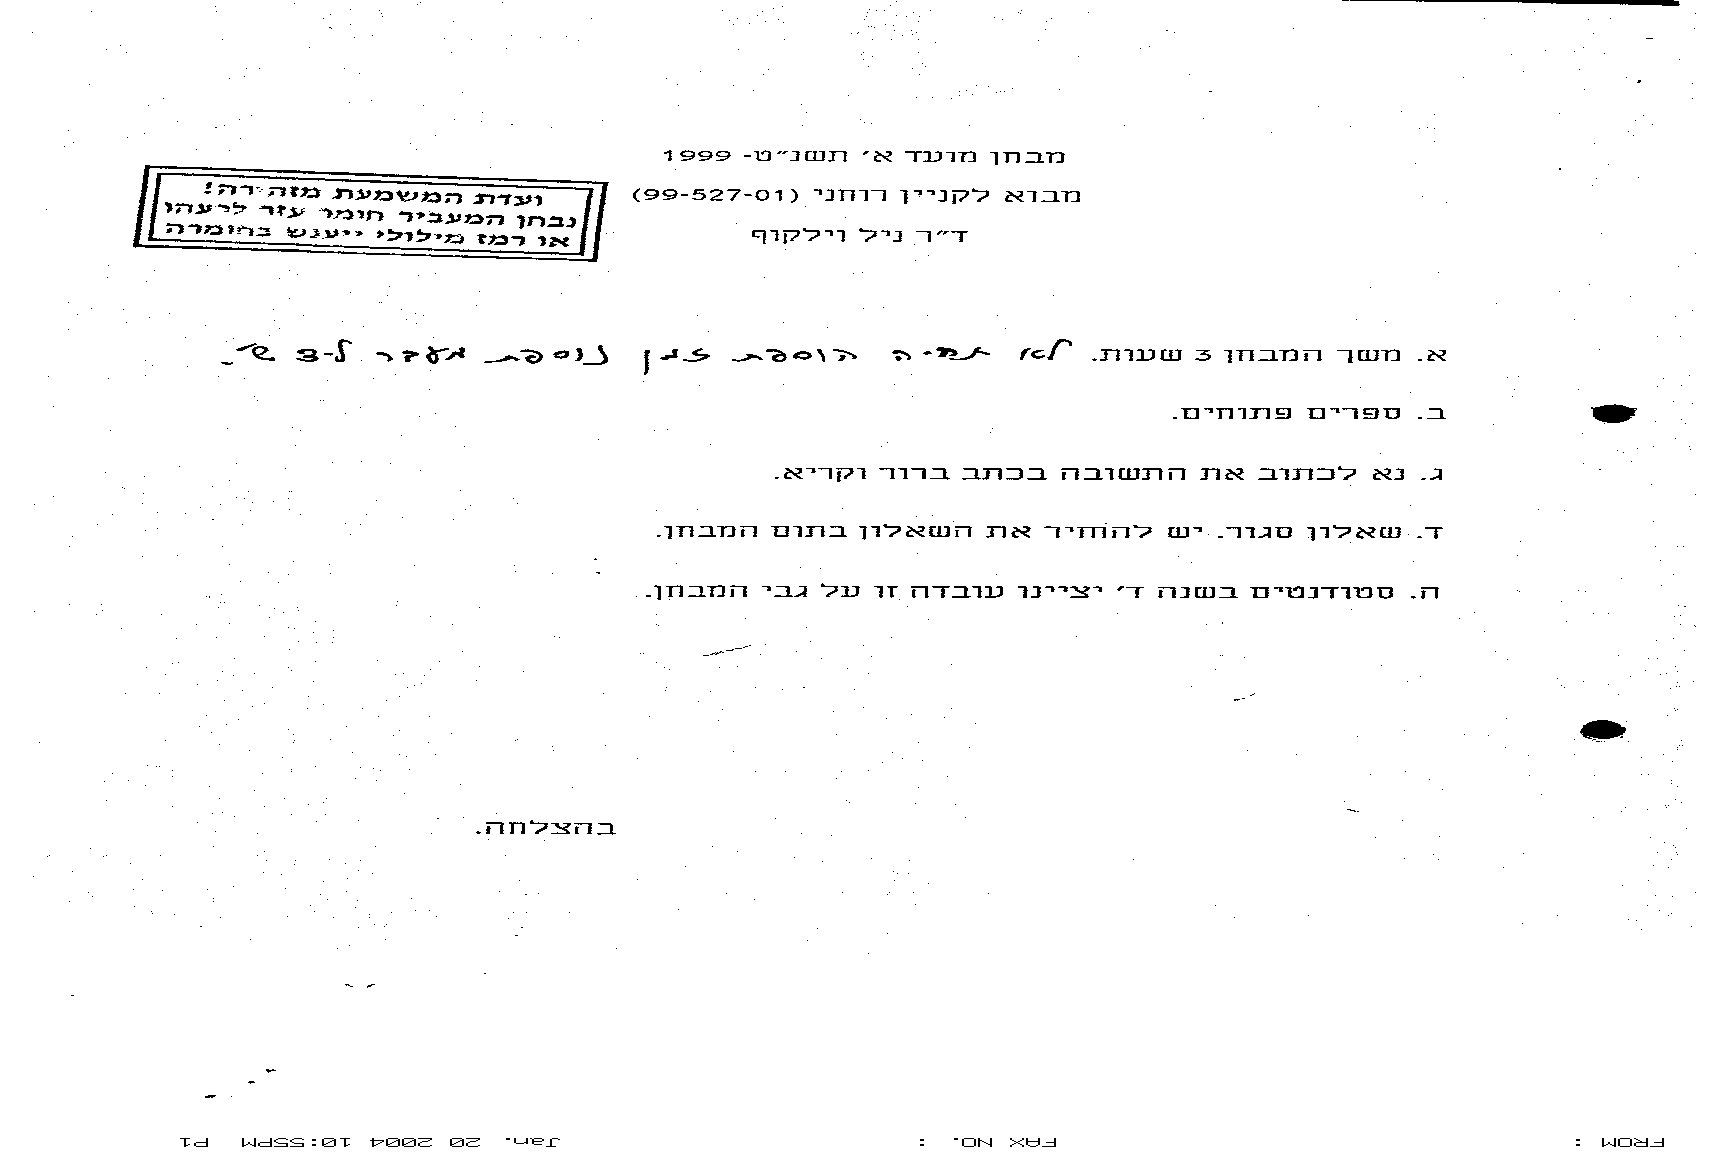 מבחן מועד א׳ תשנ״ט- 1999
מבוא לקניין רוחני (99-527-01)
ד״ר ניל וילקוף
ועדת המשמעת מזהירה!
נבחן המעביר חומר עזר לרעהו
או רמז מילולי ייענש בחומרה
א. משך המבחן 3 שעות. לא תהיה הוספת זמן נוספת מעבר ל-3 ש׳.
ב. ספרים פתוחים.
ג. נא לכתוב את התשובה בכתב ברור וקריא.
ד. שאלון סגור. יש להחזיר את השאלון בתום המבחן.
ה. סטודנטים בשנה ד׳ יציינו עובדה זו על גבי המבחן.
בהצלחה.
FROM : FAX NO. : Jan. 20 2004 10:55PM P1